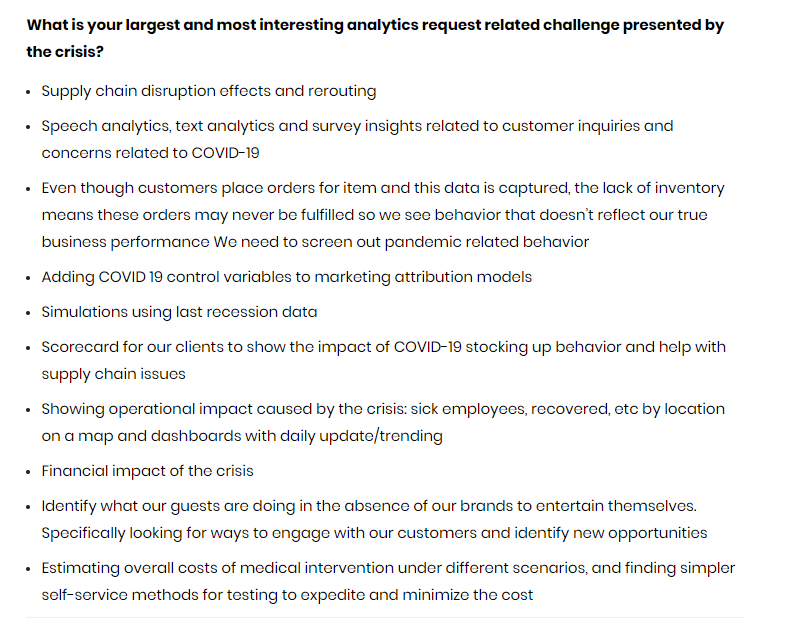 What is your largest and most interesting analytics request related challenge presented by
the crisis?
• Supply chain disruption effects and rerouting
• Speech analytics, text analytics and survey insights related to customer inquiries and
concerns related to COVID-19
• Even though customers place orders for item and this data is captured, the lack of inventory
means these orders may never be fulfilled so we see behavior that doesn't reflect our true
business performance We need to screen out pandemic related behavior
• Adding COVID 19 control variables to marketing attribution models
• Simulations using last recession data
• Scorecard for our clients to show the impact of COVID-19 stocking up behavior and help with
supply chain issues
• Showing operational impact caused by the crisis: sick employees, recovered, etc by location
on a map and dashboards with daily update/trending
• Financial impact of the crisis
• Identify what our guests are doing in the absence of our brands to entertain themselves.
Specifically looking for ways to engage with our customers and identify new opportunities
• Estimating overall costs of medical intervention under different scenarios, and finding simpler
self-service methods for testing to expedite and minimize the cost